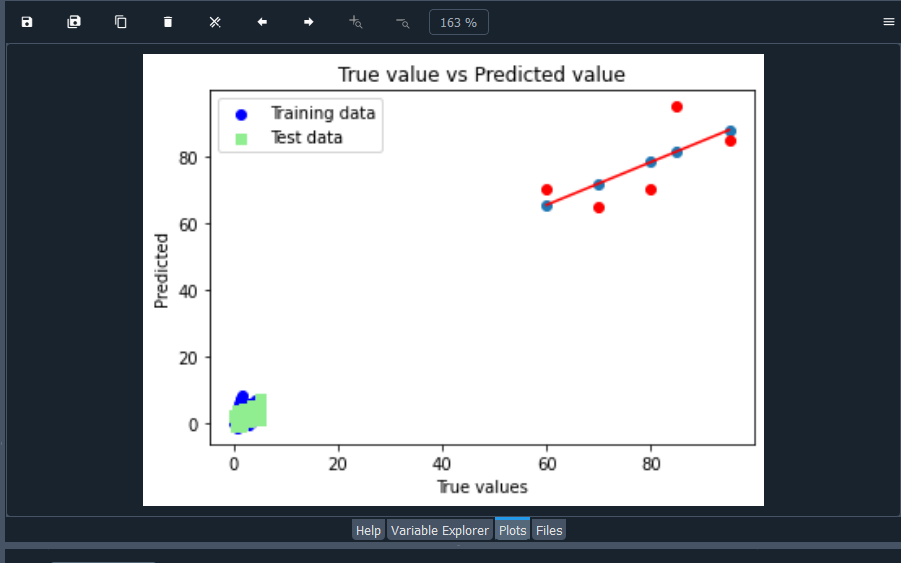 163 %
True value vs Predicted value
Training data
Test data
80
60
40
20
0
Predicted
0 20 40 60 80
True values
Help Variable Explorer Plots Files